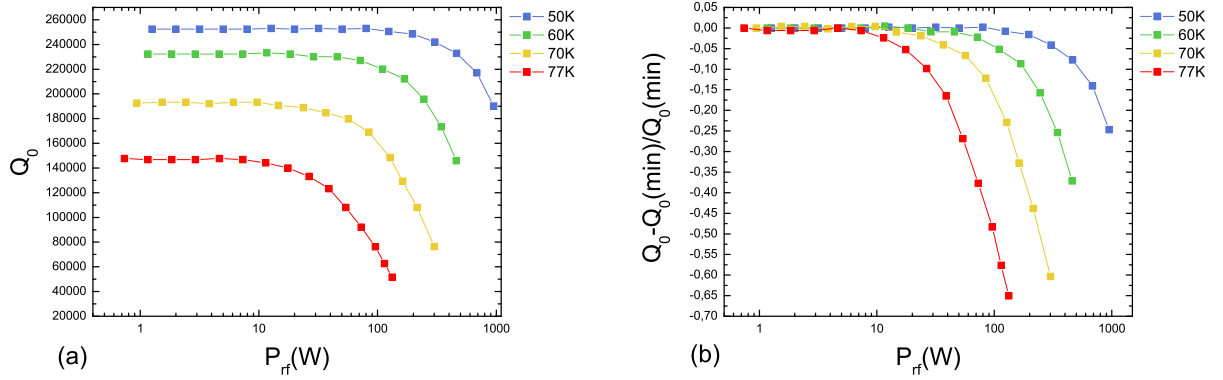 260000
240000
220000
200000
180000
160000
140000
120000
100000
80000
60000
40000
20000
Q0
1
10
100
1000
Prf(W)
(a)
50K
60K
70K
77K
0,05
0,00
-0,05
-0,10
-0,15
-0,20
-0,25
-0,30
-0,35
-0,40
-0,45
-0,50
-0,55
-0,60
-0,65
-0,70
Q0-Q0(min)/Q0(min)
1
10
100
1000
Prf(W)
(b)
50K
60K
70K
77K